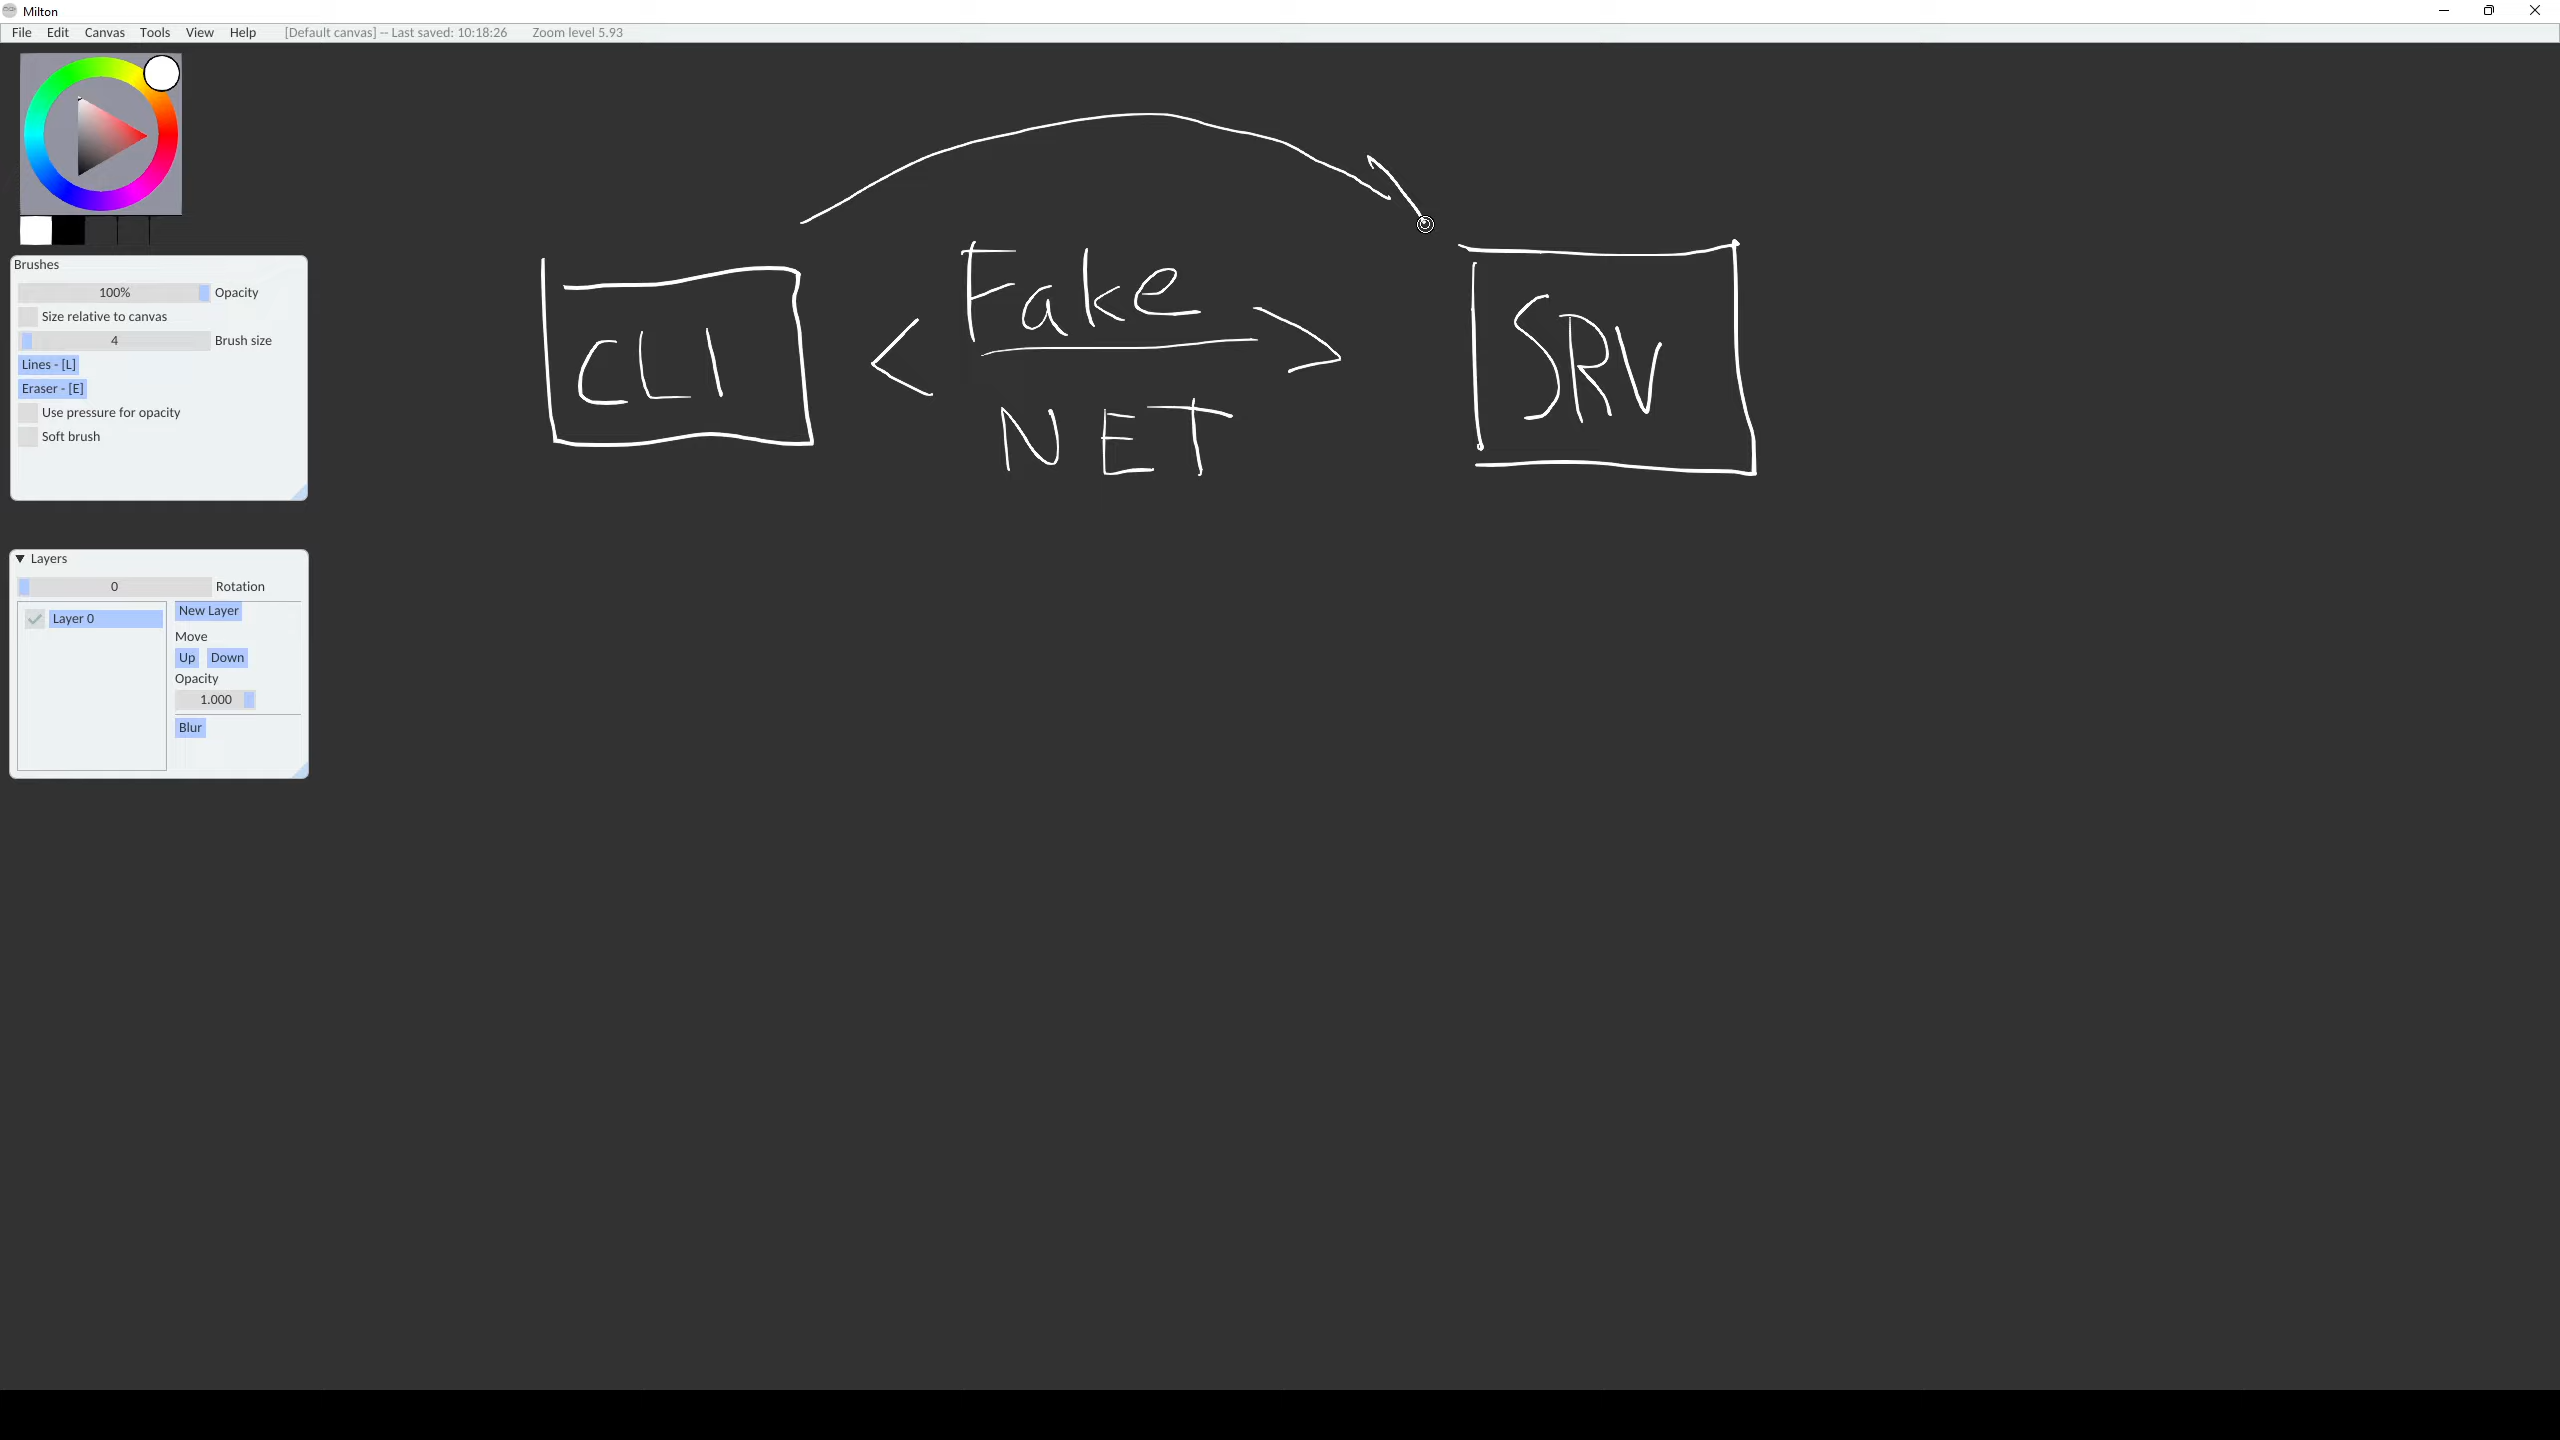 Milton
File Edit Canvas Tools View Help [Default canvas] -- Last saved: 10:18:26 Zoom level 5.93
Brushes
100% Opacity
Size relative to canvas
4 Brush size
Lines - [L]
Eraser - [E]
Use pressure for opacity
Soft brush
Layers
0 Rotation
Layer 0
New Layer
Move
Up Down
Opacity
1.000
Blur
CLI
Fake
NET
SRV